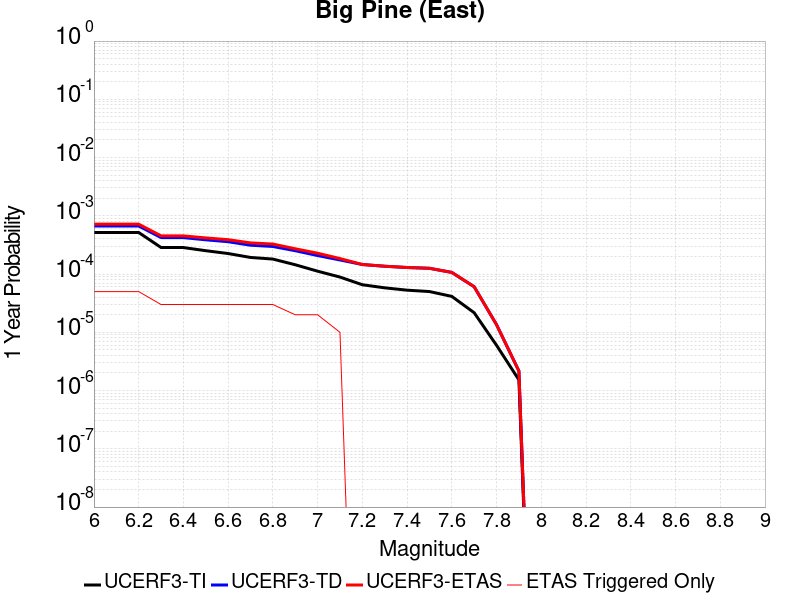 Big Pine (East)
10^0
10^-1
10^-2
10^-3
10^-4
10^-5
10^-6
10^-7
10^-8
1 Year Probability
6 6.2 6.4 6.6 6.8 7 7.2 7.4 7.6 7.8 8 8.2 8.4 8.6 8.8 9
Magnitude
UCERF3-TI UCERF3-TD UCERF3-ETAS ETAS Triggered Only